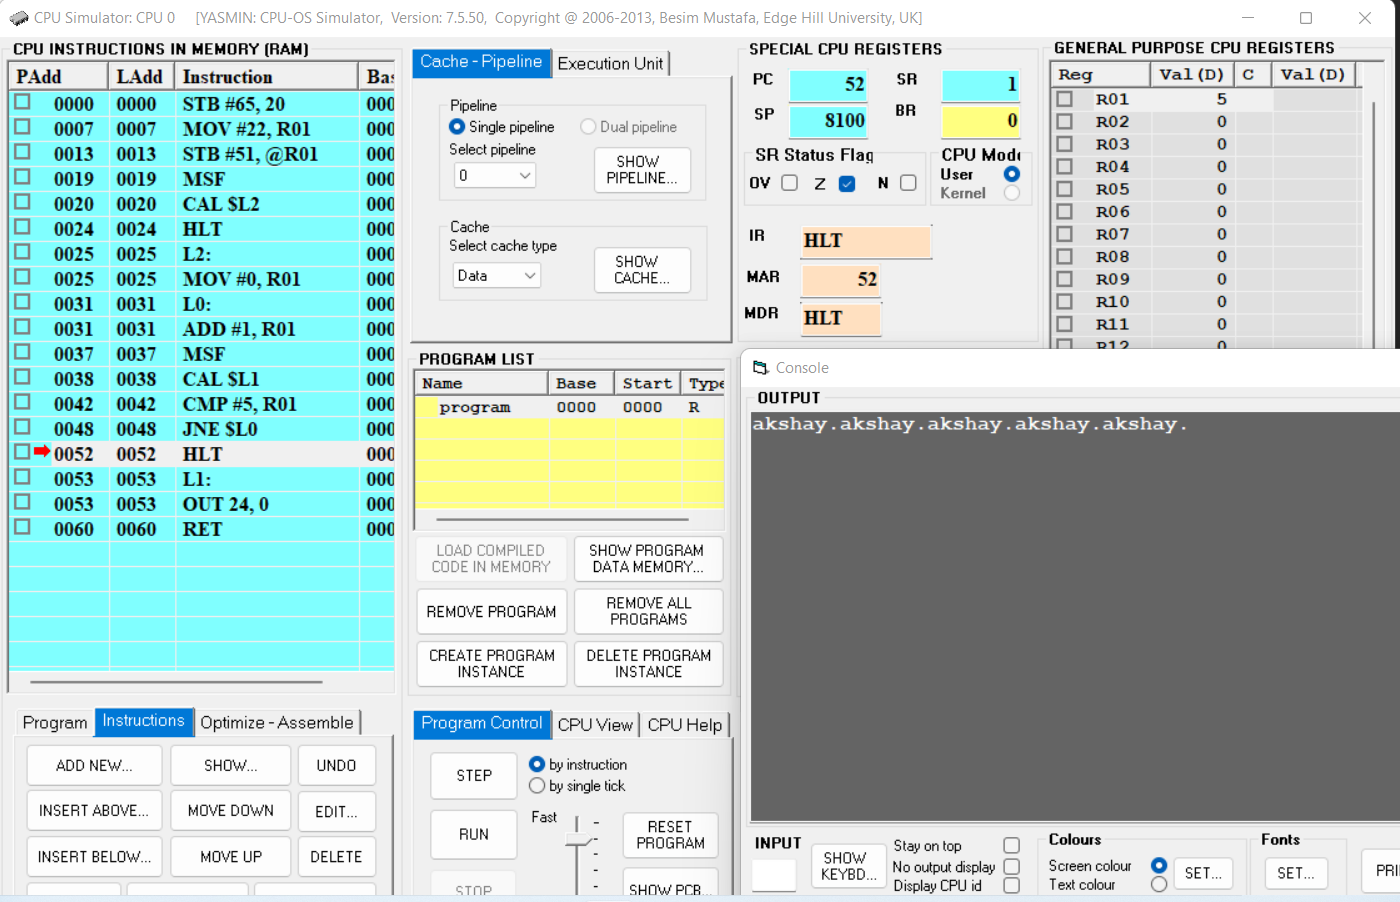 CPU Simulator: CPU 0 [YASMIN: CPU-OS Simulator, Version: 7.5.50, Copyright @ 2006-2013, Besim Mustafa, Edge Hill University, UK]
CPU INSTRUCTIONS IN MEMORY (RAM)
PAdd LAdd Instruction Bas
0000 0000 STB #65, 20 000
0007 0007 MOV #22, R01 000
0013 0013 STB #51, @R01 000
0019 0019 MSF 000
0020 0020 CAL $L2 000
0024 0024 HLT 000
0025 0025 L2: 000
0025 0025 MOV #0, R01 000
0031 0031 L0: 000
0031 0031 ADD #1, R01 000
0037 0037 MSF 000
0038 0038 CAL $L1 000
0042 0042 CMP #5, R01 000
0048 0048 JNE $L0 000
0052 0052 HLT 000
0053 0053 L1: 000
0053 0053 OUT 24, 0 000
0060 0060 RET 000
Program Instructions Optimize - Assemble
ADD NEW... SHOW... UNDO
INSERT ABOVE... MOVE DOWN EDIT...
INSERT BELOW... MOVE UP DELETE
Cache - Pipeline Execution Unit
Pipeline
Single pipeline Dual pipeline
Select pipeline
0
SHOW
PIPELINE...
Cache
Select cache type
Data
SHOW
CACHE...
PROGRAM LIST
Name Base Start Type
program 0000 0000 R
LOAD COMPILED
CODE IN MEMORY
SHOW PROGRAM
DATA MEMORY...
REMOVE PROGRAM
REMOVE ALL
PROGRAMS
CREATE PROGRAM
INSTANCE
DELETE PROGRAM
INSTANCE
Program Control CPU View CPU Help
STEP
by instruction
by single tick
RUN
Fast
RESET
PROGRAM
STOP
SHOW PCB...
SPECIAL CPU REGISTERS
PC 52 SR 1
SP 8100 BR 0
SR Status Flag
OV Z N
CPU Mode
User
Kernel
IR HLT
MAR 52
MDR HLT
GENERAL PURPOSE CPU REGISTERS
Reg Val (D) C Val (D)
R01 5
R02 0
R03 0
R04 0
R05 0
R06 0
R07 0
R08 0
R09 0
R10 0
R11 0
R12 0
Console
OUTPUT
akshay.akshay.akshay.akshay.akshay.
INPUT
SHOW
KEYBD...
Stay on top
No output display
Display CPU id
Colours
Screen colour
Text colour
SET...
Fonts
SET...
PRI